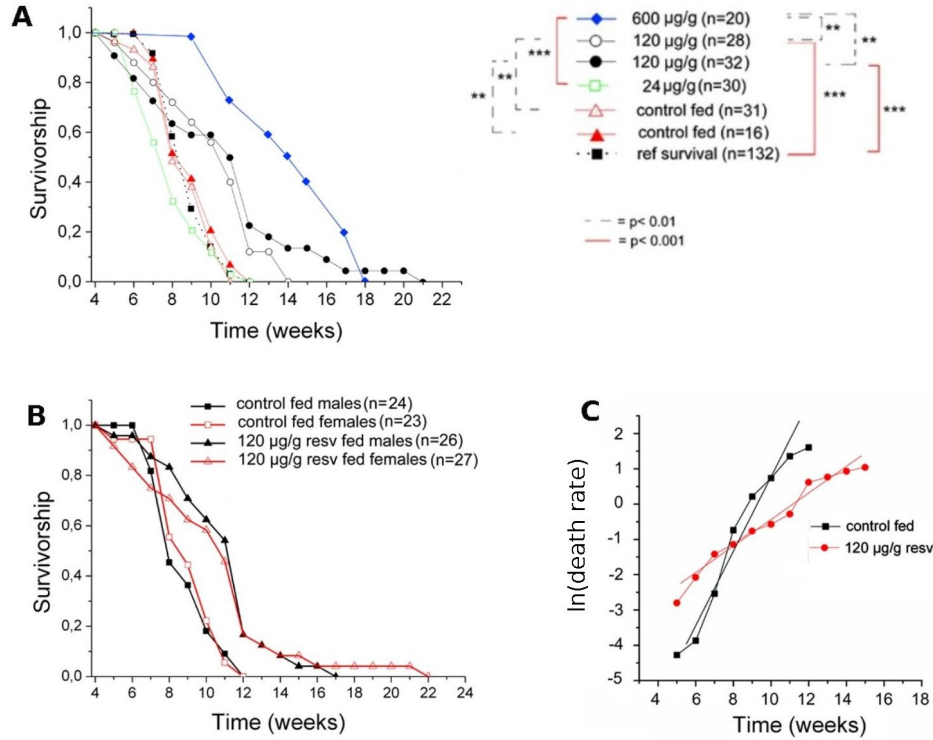 A
1,0
0,8
0,6
0,4
0,2
0,0
Survivorship
4 6 8 10 12 14 16 18 20 22
Time (weeks)
600 µg/g (n=20)
120 µg/g (n=28)
120 µg/g (n=32)
24 µg/g (n=30)
control fed (n=31)
control fed (n=16)
ref survival (n=132)
**
**
***
**
**
***
***
= p< 0.01
= p< 0.001
B
control fed males (n=24)
control fed females (n=23)
120 µg/g resv fed males (n=26)
120 µg/g resv fed females (n=27)
1,0
0,8
0,6
0,4
0,2
0,0
Survivorship
4 6 8 10 12 14 16 18 20 22 24
Time (weeks)
C
2
1
0
-1
-2
-3
-4
-5
ln(death rate)
control fed
120 µg/g resv
4 6 8 10 12 14 16 18
Time (weeks)